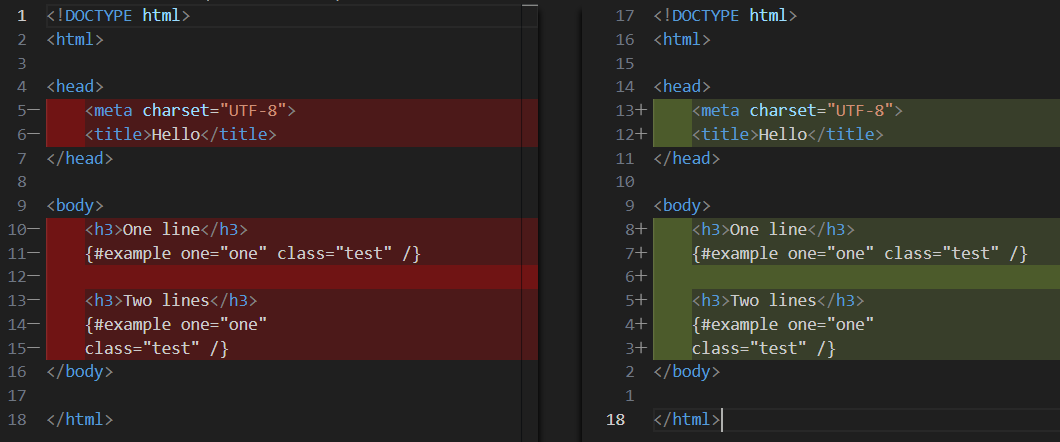 1 <!DOCTYPE html>
2 <html>
3
4 <head>
5— <meta charset="UTF-8">
6— <title>Hello</title>
7 </head>
8
9 <body>
10— <h3>One line</h3>
11— {#example one="one" class="test" /}
12—
13— <h3>Two lines</h3>
14— {#example one="one"
15— class="test" /}
16 </body>
17
18 </html>
17 <!DOCTYPE html>
16 <html>
15
14 <head>
13+ <meta charset="UTF-8">
12+ <title>Hello</title>
11 </head>
10
9 <body>
8+ <h3>One line</h3>
7+ {#example one="one" class="test" /}
6+
5+ <h3>Two lines</h3>
4+ {#example one="one"
3+ class="test" /}
2 </body>
1
18 </html>